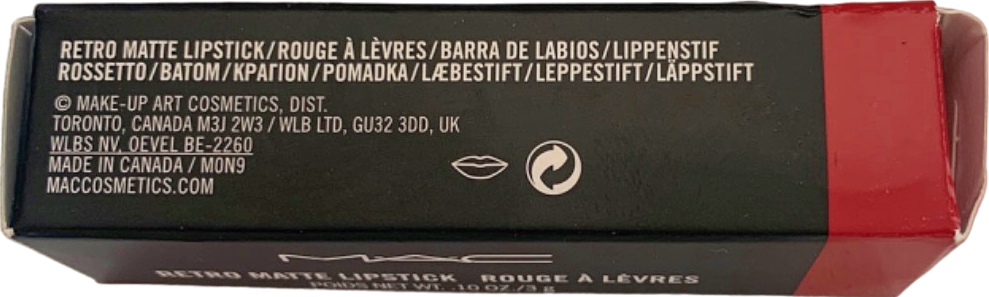 RETRO MATTE LIPSTICK/ROUGE À LÈVRES/BARRA DE LABIOS/LIPPENSTIF
ROSSETTO/BATOM/ΚΡΑΓΙΟΝ/POMADKA/LÆBESTIFT/LEPPESTIFT/LÄPPSTIFT
© MAKE-UP ART COSMETICS, DIST.
TORONTO, CANADA M3J 2W3 / WLB LTD, GU32 3DD, UK
WLBS NV, OEVEL BE-2260
MADE IN CANADA / M0N9
MACCOSMETICS.COM
MAC
RETRO MATTE LIPSTICK ROUGE À LÈVRES
POIDS NET WT. .10 OZ./3 g